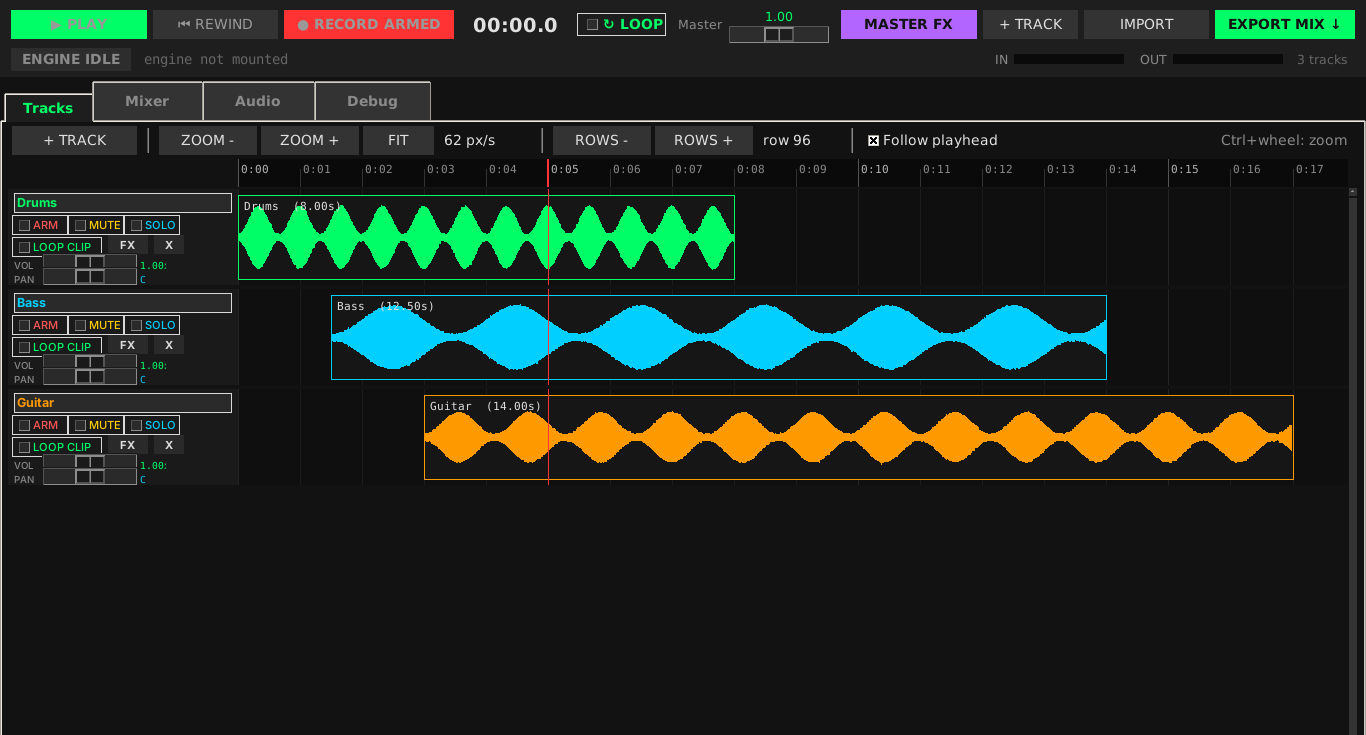 ▶ PLAY ⏮ REWIND ● RECORD ARMED 00:00.0 ↻ LOOP Master 1.00 MASTER FX + TRACK IMPORT EXPORT MIX ↓
ENGINE IDLE engine not mounted IN OUT 3 tracks
Tracks Mixer Audio Debug
+ TRACK ZOOM - ZOOM + FIT 62 px/s ROWS - ROWS + row 96 Follow playhead Ctrl+wheel: zoom
0:00 0:01 0:02 0:03 0:04 0:05 0:06 0:07 0:08 0:09 0:10 0:11 0:12 0:13 0:14 0:15 0:16 0:17
Drums
Drums (8.00s)
ARM MUTE SOLO
LOOP CLIP FX X
VOL 1.00
PAN C
Bass
Bass (12.50s)
ARM MUTE SOLO
LOOP CLIP FX X
VOL 1.00
PAN C
Guitar
Guitar (14.00s)
ARM MUTE SOLO
LOOP CLIP FX X
VOL 1.00
PAN C